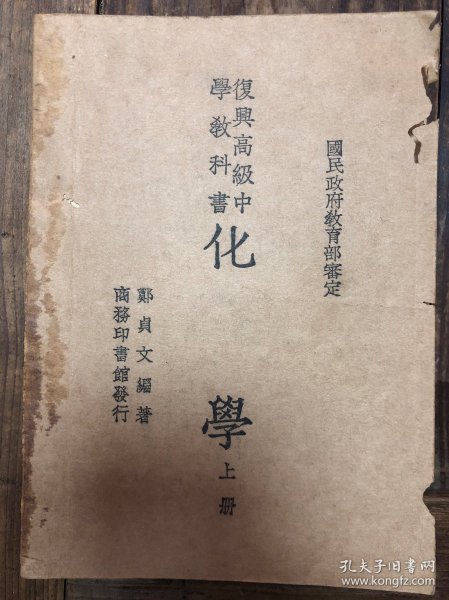 國民政府教育部審定
復興高級中
學教科書
化學上册
鄭貞文編著
商務印書館發行
孔夫子旧书网
www.kongfz.com